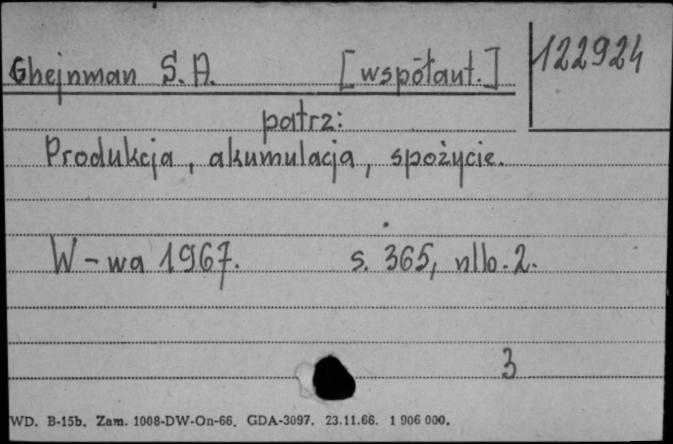 Ghejnman S.A. [współaut.] 122924
patrz:
Produkcja, akumulacja, spożycie.
W-wa 1967. s. 365, nlb. 2.
3
WD. B-15b. Zam. 1008-DW-On-66. GDA-3097. 23.11.66. 1 906 000.